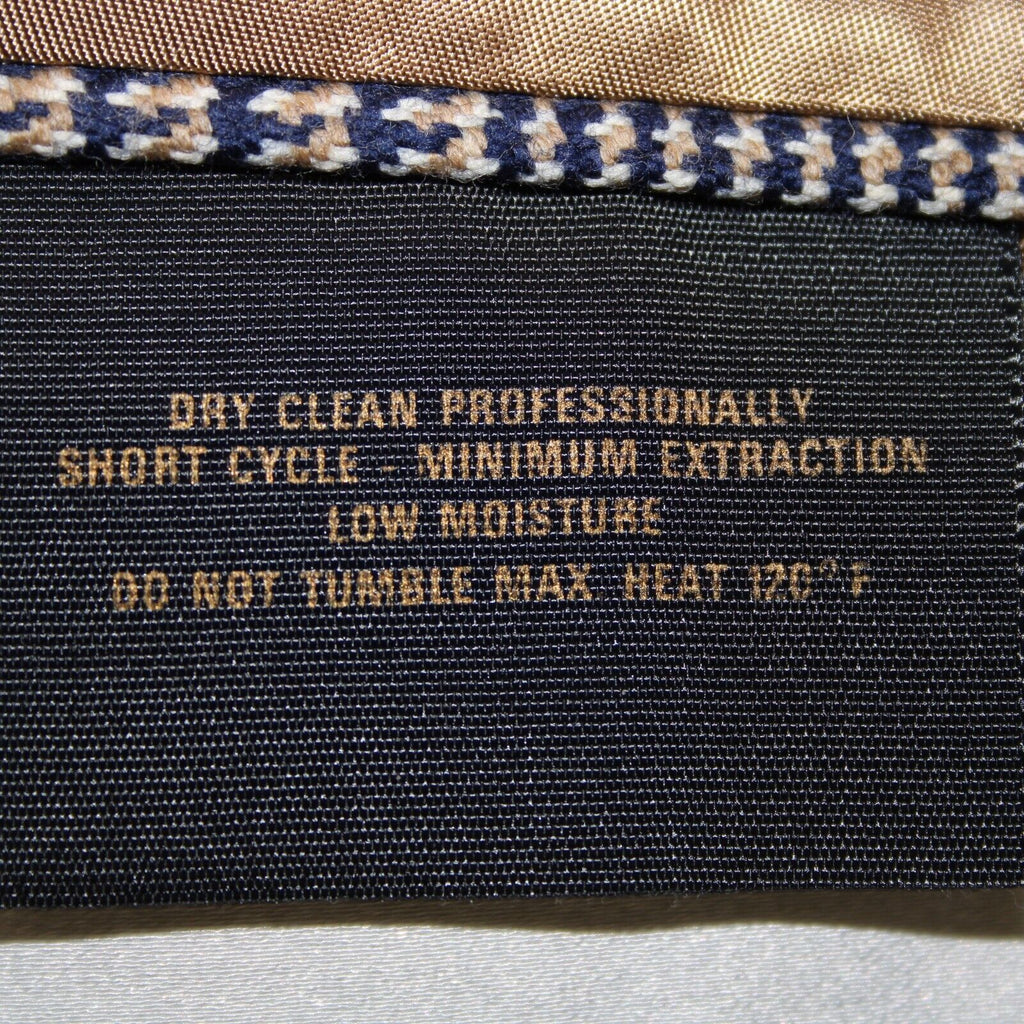 DRY CLEAN PROFESSIONALLY
SHORT CYCLE - MINIMUM EXTRACTION
LOW MOISTURE
DO NOT TUMBLE MAX HEAT 120° F